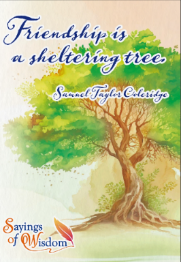 Friendship is
a sheltering tree.
Samuel Taylor Coleridge
Sayings
of Wisdom